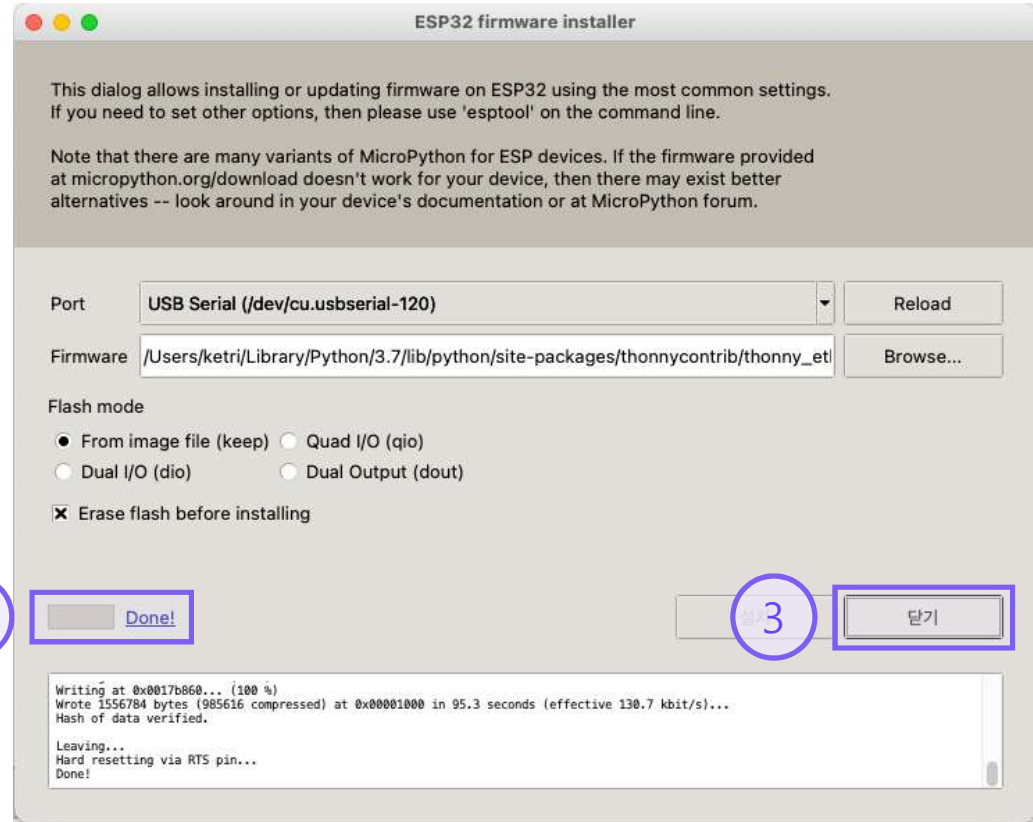 ESP32 firmware installer
This dialog allows installing or updating firmware on ESP32 using the most common settings.
If you need to set other options, then please use 'esptool' on the command line.
Note that there are many variants of MicroPython for ESP devices. If the firmware provided
at micropython.org/download doesn't work for your device, then there may exist better
alternatives -- look around in your device's documentation or at MicroPython forum.
Port USB Serial (/dev/cu.usbserial-120) Reload
Firmware /Users/ketri/Library/Python/3.7/lib/python/site-packages/thonnycontrib/thonny_etl Browse...
Flash mode
From image file (keep) Quad I/O (qio)
Dual I/O (dio) Dual Output (dout)
Erase flash before installing
Done! 3 닫기
Writing at 0x0017b860... (100 %)
Wrote 1556784 bytes (985616 compressed) at 0x00001000 in 95.3 seconds (effective 130.7 kbit/s)...
Hash of data verified.
Leaving...
Hard resetting via RTS pin...
Done!